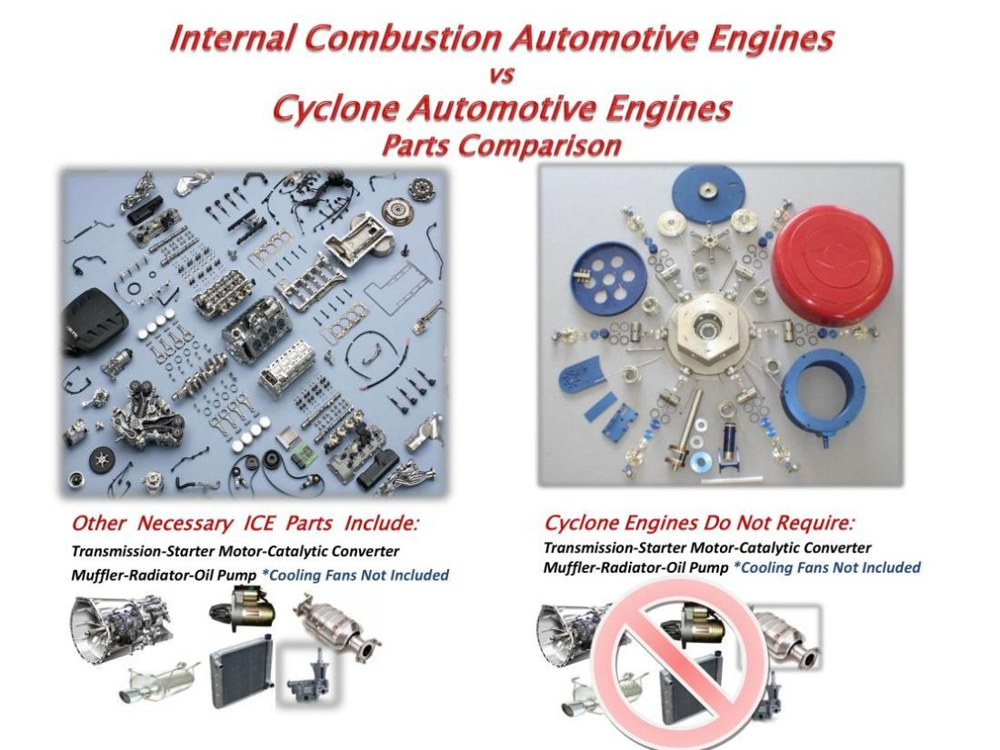 Internal Combustion Automotive Engines
vs
Cyclone Automotive Engines
Parts Comparison
Other Necessary ICE Parts Include:
Transmission-Starter Motor-Catalytic Converter
Muffler-Radiator-Oil Pump *Cooling Fans Not Included
Cyclone Engines Do Not Require:
Transmission-Starter Motor-Catalytic Converter
Muffler-Radiator-Oil Pump *Cooling Fans Not Included